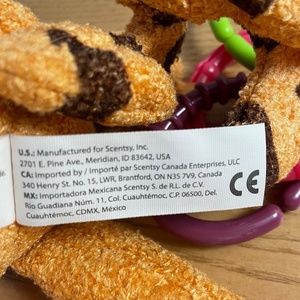 U.S.: Manufactured for Scentsy, Inc.
2701 E. Pine Ave., Meridian, ID 83642, USA
CA: Imported by / Importé par Scentsy Canada Enterprises, ULC
340 Henry St. No. 15, LWR, Brantford, ON N3S 7V9, Canada
MX: Importadora Mexicana Scentsy S. de R.L. de C.V.
Río Guadiana Núm. 11, Col. Cuauhtémoc, C.P. 06500, Del.
Cuauhtémoc, CDMX, México
CE